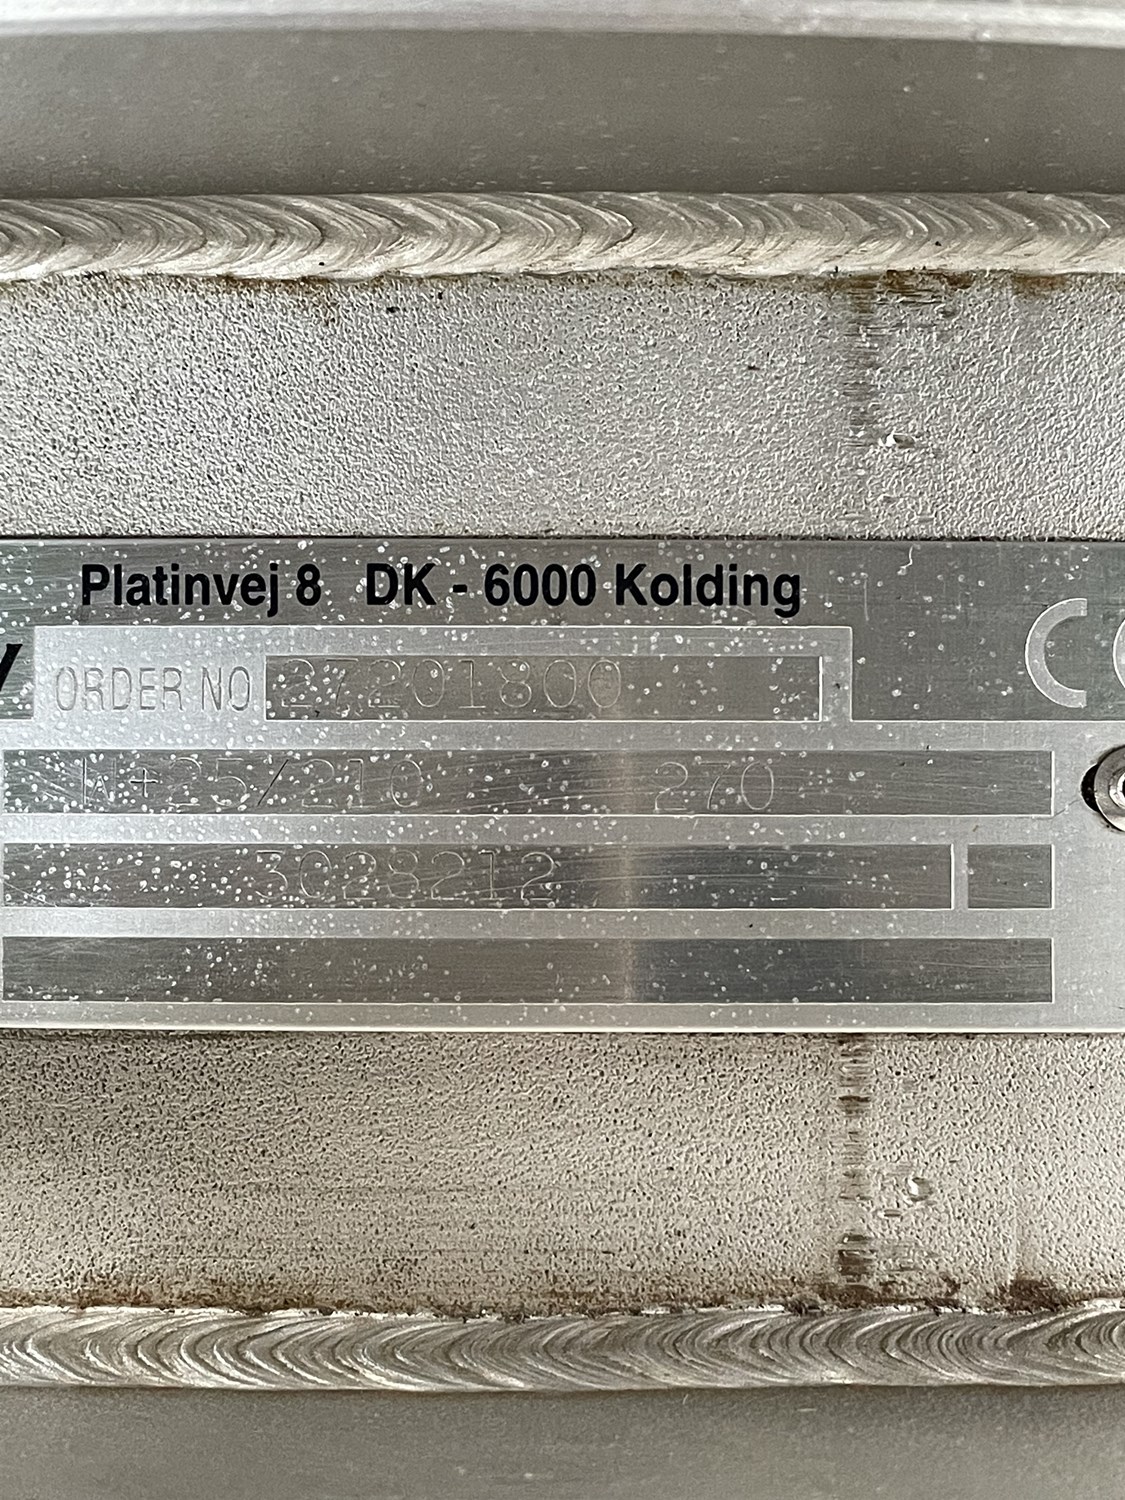 Platinvej 8 DK - 6000 Kolding
ORDER NO 27201800
W+25/210 270
3028212